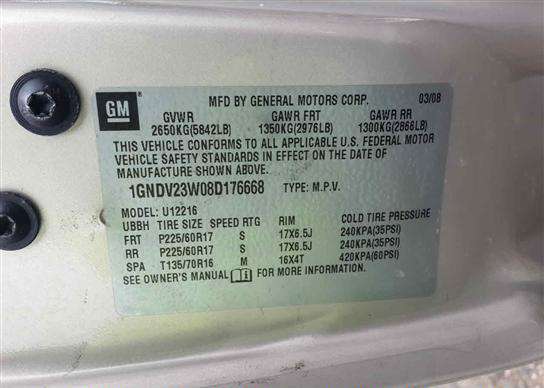 GM
MFD BY GENERAL MOTORS CORP. 03/08
GVWR GAWR FRT GAWR RR
2650KG(5842LB) 1350KG(2976LB) 1300KG(2866LB)
THIS VEHICLE CONFORMS TO ALL APPLICABLE U.S. FEDERAL MOTOR
VEHICLE SAFETY STANDARDS IN EFFECT ON THE DATE OF
MANUFACTURE SHOWN ABOVE.
1GNDV23W08D176668 TYPE: M.P.V.
MODEL: U12216
UBBH TIRE SIZE SPEED RTG RIM COLD TIRE PRESSURE
FRT P225/60R17 S 17X6.5J 240KPA(35PSI)
RR P225/60R17 S 17X6.5J 240KPA(35PSI)
SPA T135/70R16 M 16X4T 420KPA(60PSI)
SEE OWNER'S MANUAL FOR MORE INFORMATION